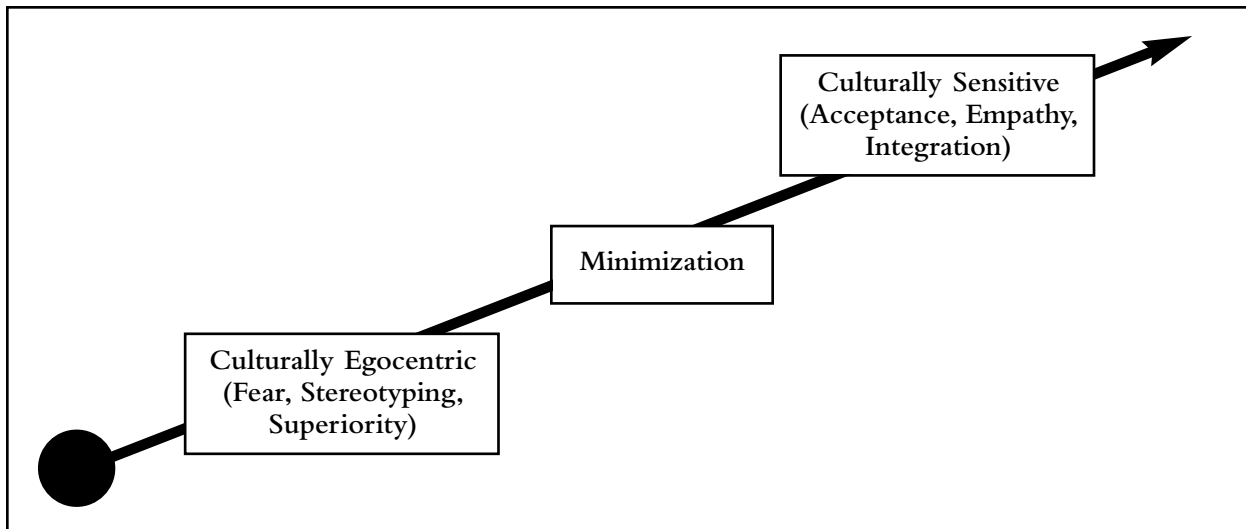 Culturally Sensitive
(Acceptance, Empathy,
Integration)
Minimization
Culturally Egocentric
(Fear, Stereotyping,
Superiority)